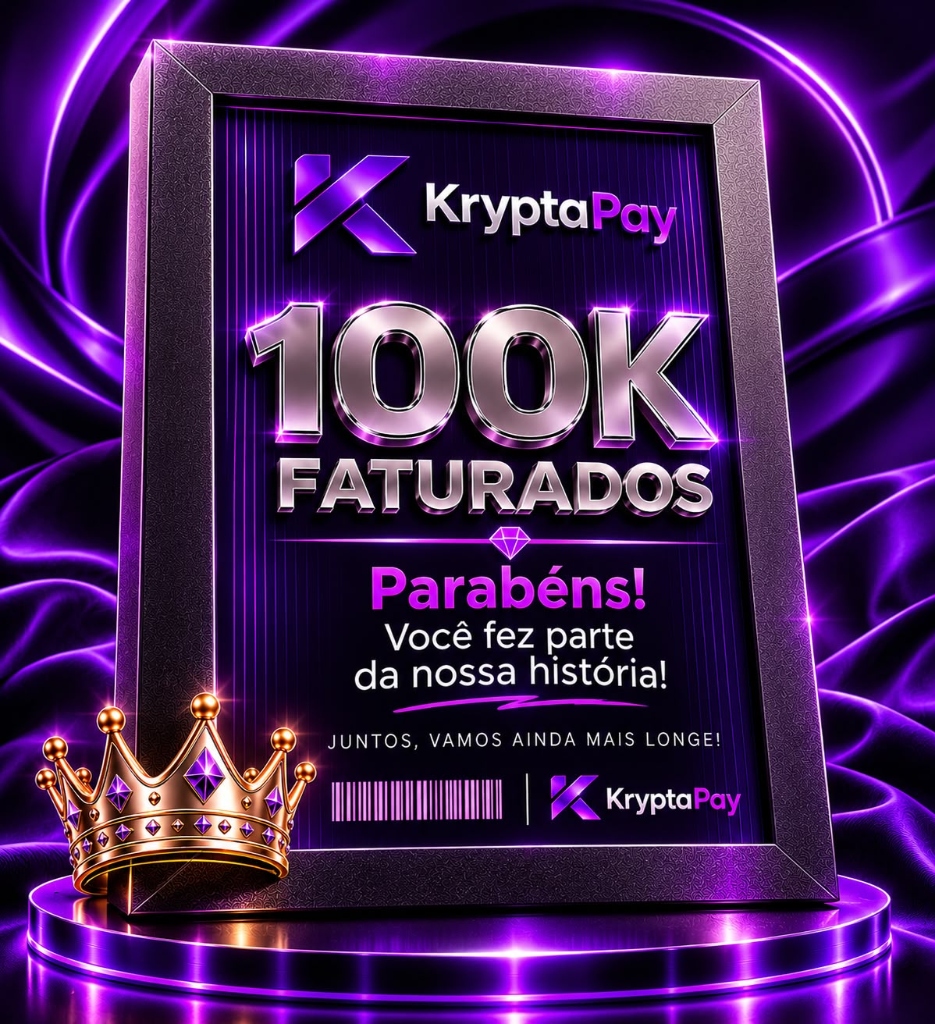 KryptaPay
100K
FATURADOS
Parabéns!
Você fez parte
da nossa história!
JUNTOS, VAMOS AINDA MAIS LONGE!
KryptaPay